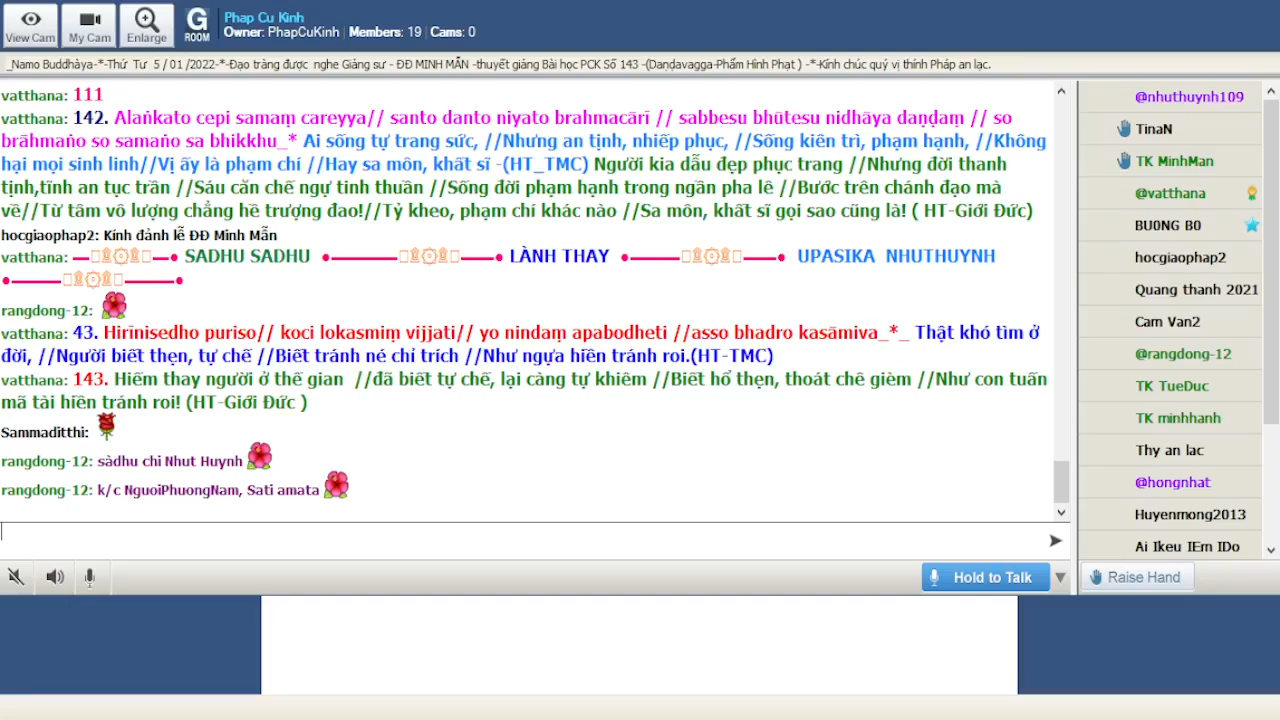 View Cam
My Cam
Enlarge
G
ROOM
Phap Cu Kinh
Owner: PhapCuKinh | Members: 19 | Cams: 0
_Namo Buddhàya-*-Thứ Tư 5 / 01 /2022-*-Đạo tràng được nghe Giảng sư - ĐĐ MINH MẪN -thuyết giảng Bài học PCK Số 143 -(Daṇḍavagga-Phẩm Hình Phạt ) -*-Kính chúc quý vị thính Pháp an lạc.
vatthana: 111
vatthana: 142. Alaṅkato cepi samaṃ careyya// santo danto niyato brahmacārī // sabbesu bhūtesu nidhāya daṇḍaṃ // so
brāhmaṅo so samaṅo sa bhikkhu_* Ai sống tự trang sức, //Nhưng an tịnh, nhiếp phục, //Sống kiên trì, phạm hạnh, //Không
hại mọi sinh linh//Vị ấy là phạm chí //Hay sa môn, khất sĩ -(HT_TMC) Người kia dẫu đẹp phục trang //Nhưng đời thanh
tịnh,tĩnh an tục trần //Sáu căn chế ngự tinh thuần //Sống đời phạm hạnh trong ngần pha lê //Bước trên chánh đạo mà
về//Từ tâm vô lượng chẳng hề trượng đao!//Tỷ kheo, phạm chí khác nào //Sa môn, khất sĩ gọi sao cũng là! ( HT-Giới Đức)
hocgiaophap2: Kính đảnh lễ ĐĐ Minh Mẫn
vatthana: SADHU SADHU LÀNH THAY UPASIKA NHUTHUYNH
rangdong-12:
vatthana: 43. Hirīnisedho puriso// koci lokasmiṃ vijjati// yo nindaṃ apabodheti //asso bhadro kasāmiva_*_ Thật khó tìm ở
đời, //Người biết thẹn, tự chế //Biết tránh né chỉ trích //Như ngựa hiền tránh roi.(HT-TMC)
vatthana: 143. Hiếm thay người ở thế gian //đã biết tự chế, lại càng tự khiêm //Biết hổ thẹn, thoát chê gièm //Như con tuấn
mã tài hiền tránh roi! (HT-Giới Đức )
Sammaditthi:
rangdong-12: sàdhu chi Nhut Huynh
rangdong-12: k/c NguoiPhuongNam, Sati amata
Hold to Talk
@nhuthuynh109
TinaN
TK MinhMan
@vatthana
BU0NG B0
hocgiaophap2
Quang thanh 2021
Cam Van2
@rangdong-12
TK TueDuc
TK minhhanh
Thy an lac
@hongnhat
Huyenmong2013
Ai Ikeu IEm IDo
Raise Hand